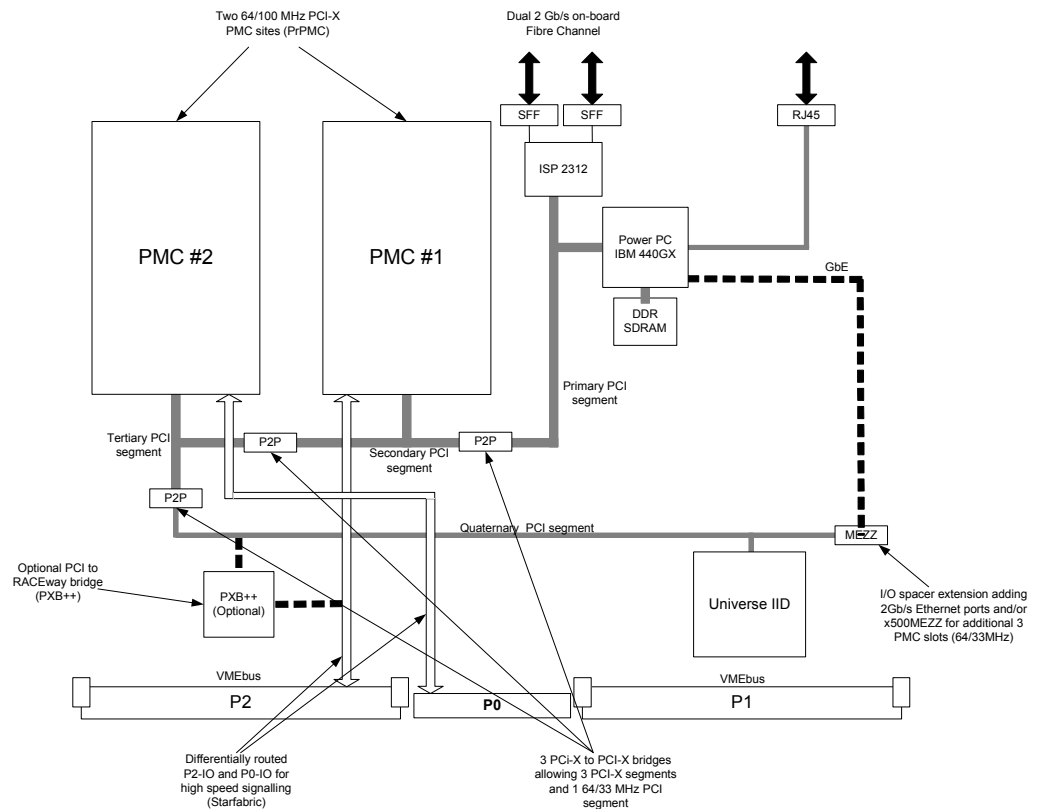 Two 64/100 MHz PCI-X
PMC sites (PrPMC)
Dual 2 Gb/s on-board
Fibre Channel
SFF
SFF
RJ45
ISP 2312
PMC #2
PMC #1
Power PC
IBM 440GX
GbE
DDR
SDRAM
Primary PCI
segment
Tertiary PCI
segment
P2P
Secondary PCI
segment
P2P
P2P
Quaternary PCI segment
MEZZ
Optional PCI to
RACEway bridge
(PXB++)
PXB++
(Optional)
Universe IID
I/O spacer extension adding
2Gb/s Ethernet ports and/or
x500MEZZ for additional 3
PMC slots (64/33MHz)
VMEbus
P2
P0
VMEbus
P1
Differentially routed
P2-IO and P0-IO for
high speed signalling
(Starfabric)
3 PCi-X to PCI-X bridges
allowing 3 PCI-X segments
and 1 64/33 MHz PCI
segment